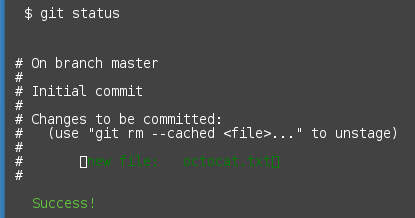 $ git status
# On branch master
#
# Initial commit
#
# Changes to be committed:
#   (use "git rm --cached <file>..." to unstage)
#
#       new file:   octocat.txt
#
Success!